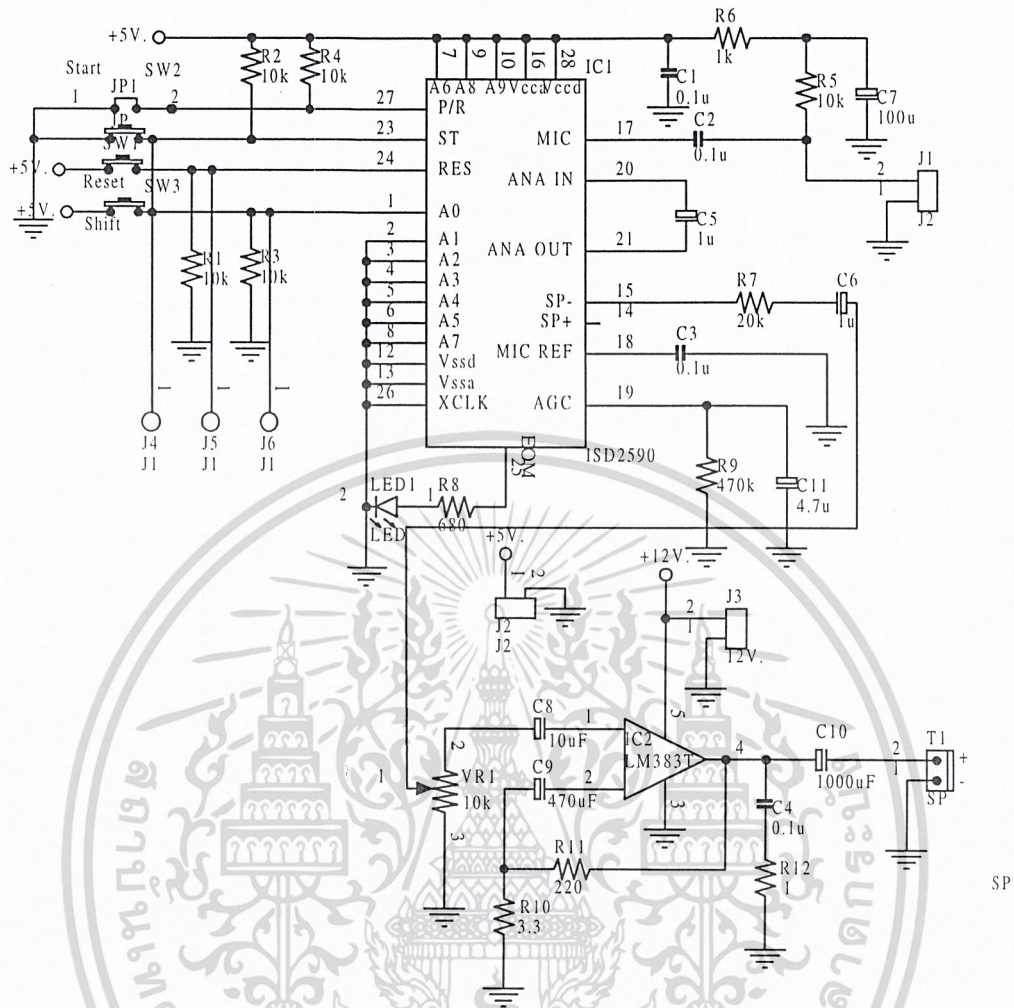 +5V.
R6
1k
R2
10k
R4
10k
7
9
10
16
28
IC1
C1
0.1u
R5
10k
C7
100u
Start
SW2
1
JP1
2
27
A6
A8
A9
Vcca
Vccd
P/R
23
ST
MIC
17
C2
0.1u
SW1
24
RES
+5V.
Reset
SW3
ANA IN
20
2
1
J1
J2
+5V.
Shift
1
A0
C5
1u
2
A1
ANA OUT
21
3
A2
R1
10k
R3
10k
4
A3
5
A4
SP-
15
R7
20k
C6
1u
6
A5
SP+
14
8
A7
MIC REF
18
C3
0.1u
12
Vssd
13
Vssa
26
XCLK
AGC
19
1
1
1
J4
J1
J5
J1
J6
J1
EOM
25
ISD2590
R9
470k
C11
4.7u
2
LED1
LED
1
R8
680
+5V.
1
2
J2
J2
+12V.
2
1
J3
12V.
C8
10uF
1
5
IC2
LM383T
4
C10
1000uF
2
1
T1
+
-
SP
2
1
VR1
10k
3
C9
470uF
2
3
C4
0.1u
R11
220
R12
1
R10
3.3
SP